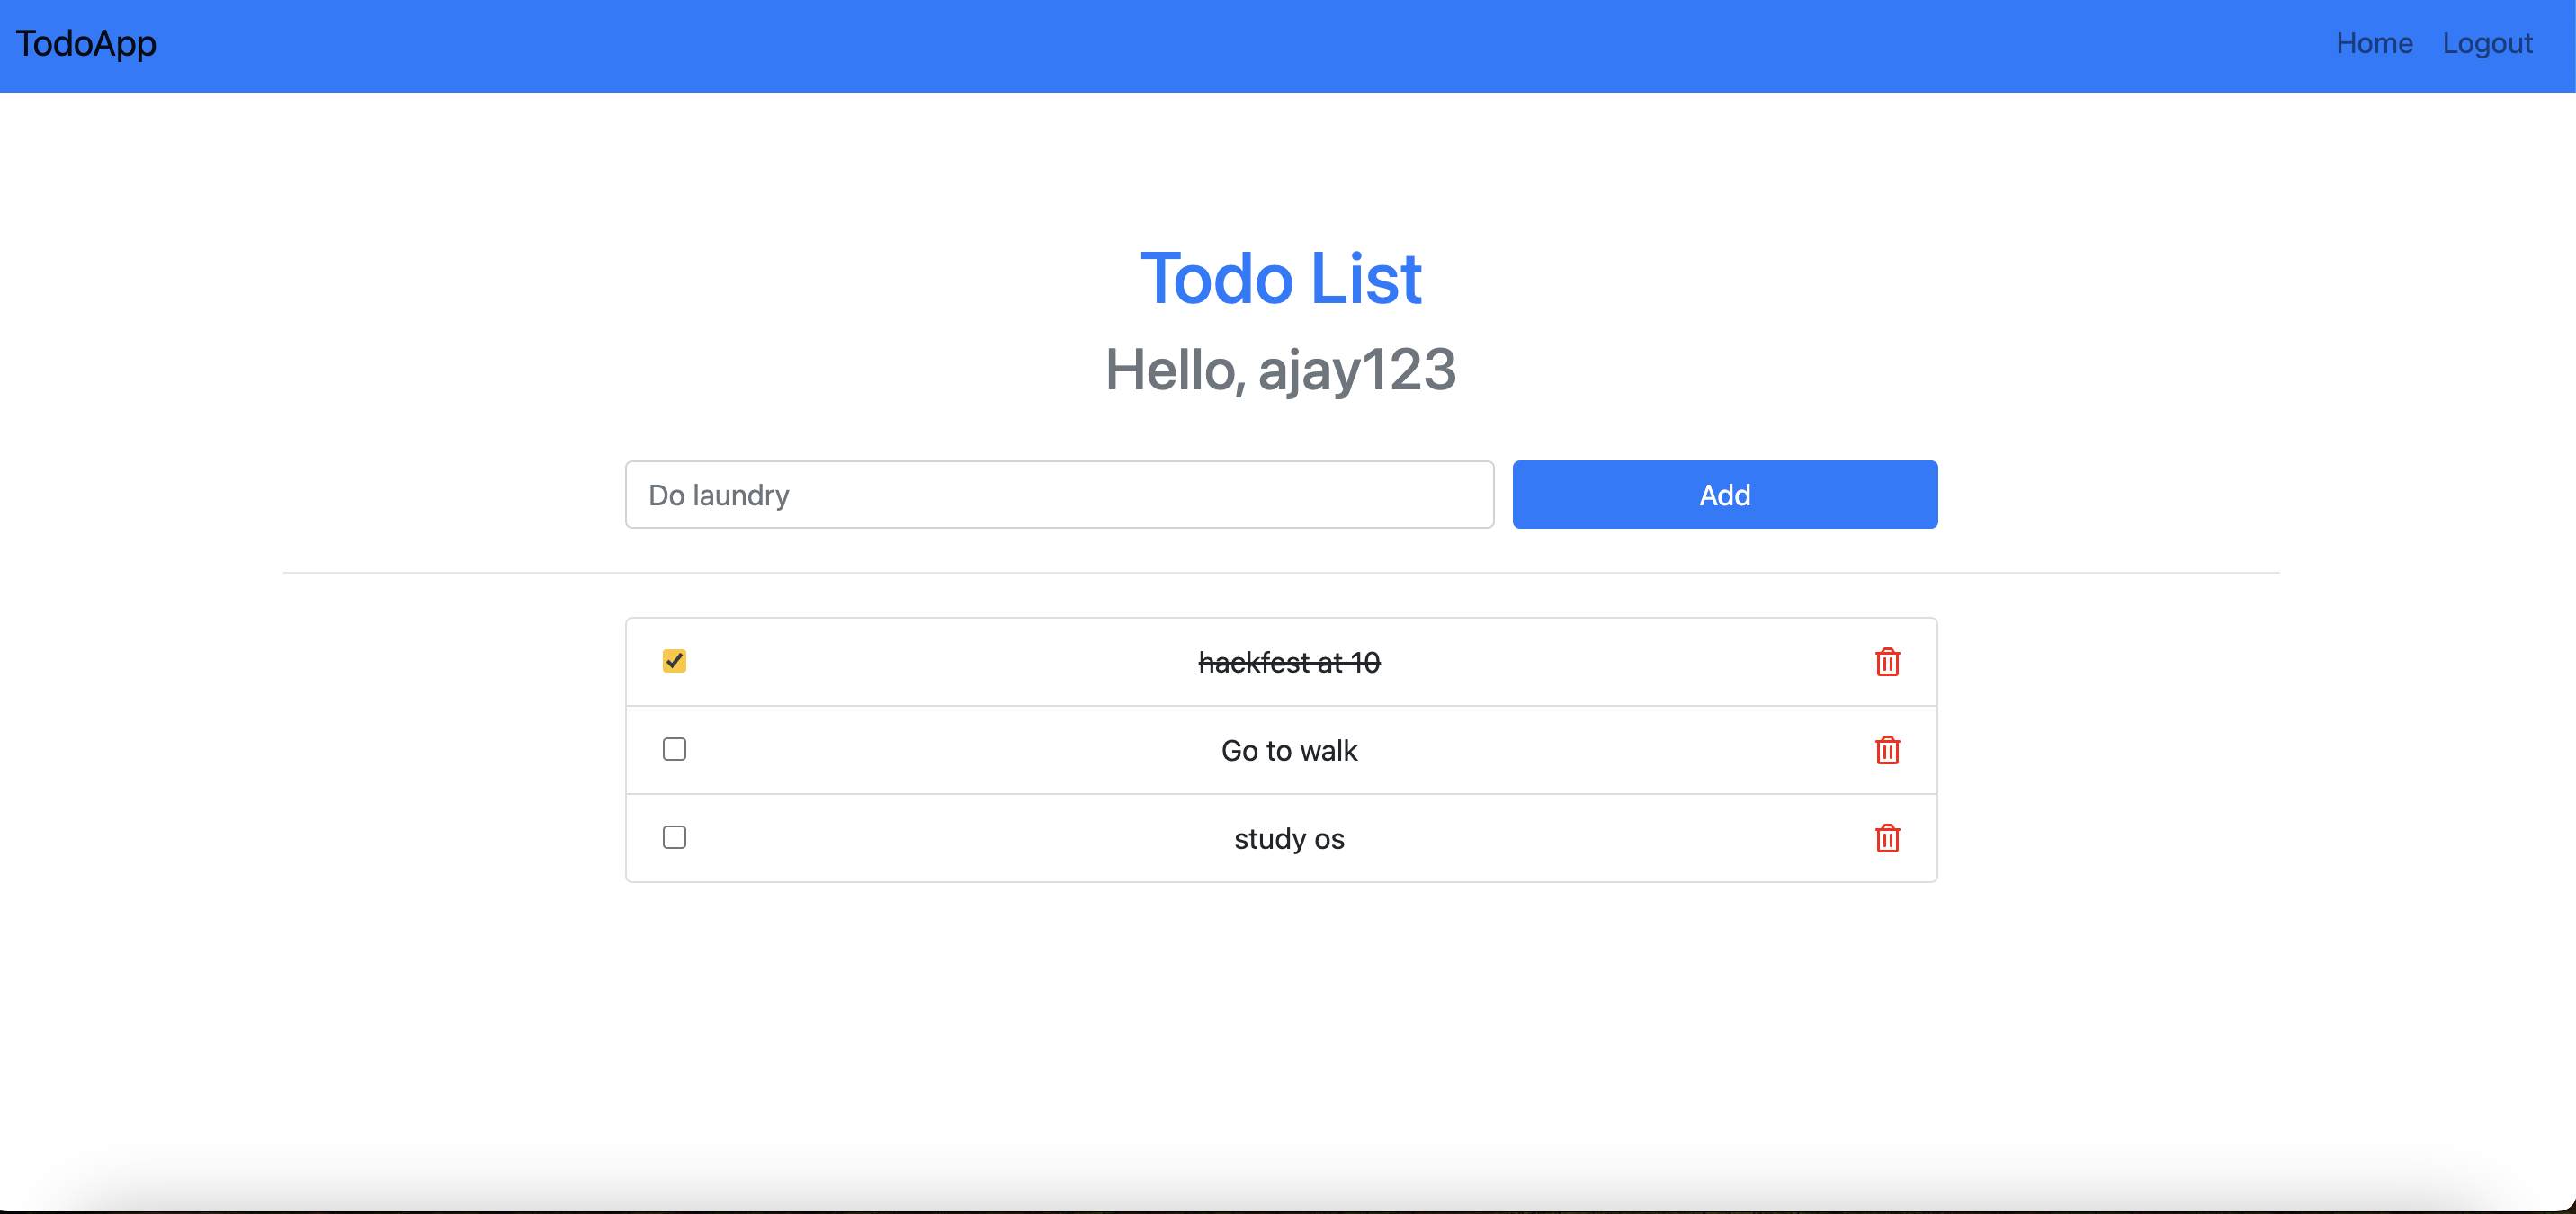 TodoApp
Home Logout
Todo List
Hello, ajay123
Do laundry
Add
hackfest at 10
Go to walk
study os